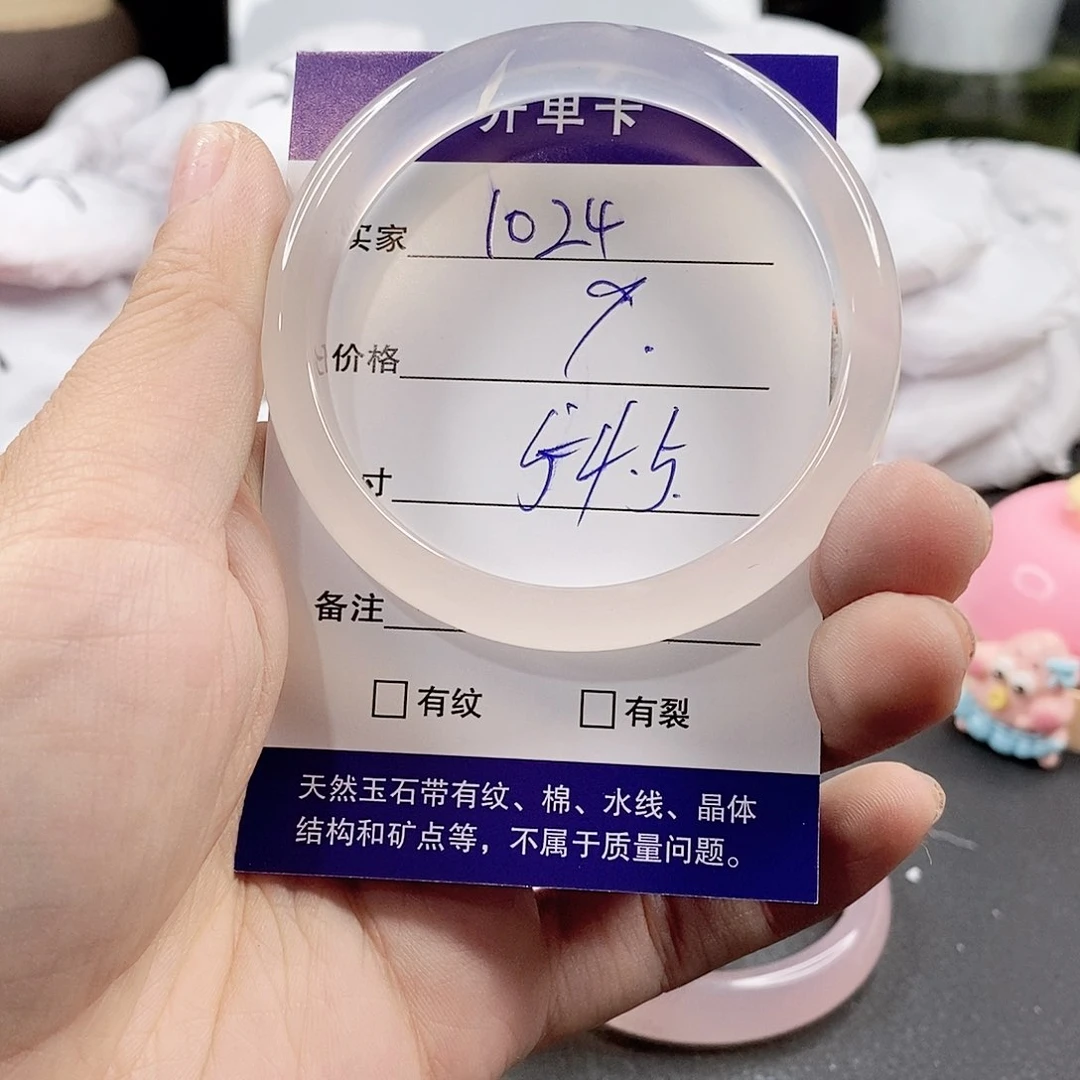 开单卡
买家 1024
价格
寸 54.5
备注
有纹 有裂
天然玉石带有纹、棉、水线、晶体
结构和矿点等，不属于质量问题。